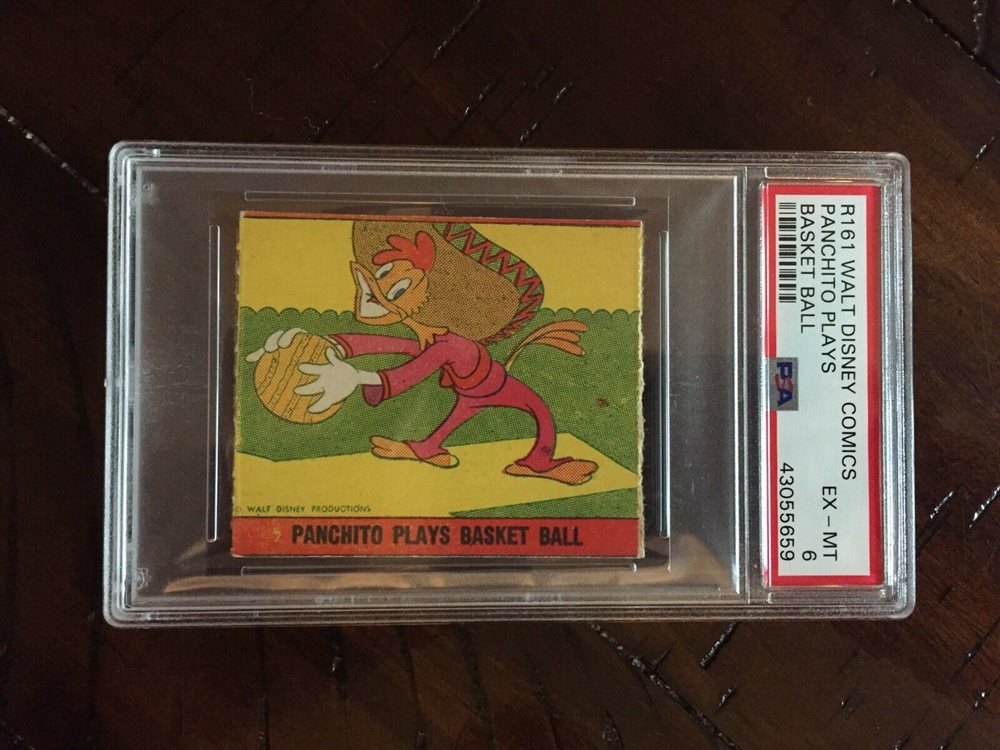 R161 WALT DISNEY COMICS
PANCHITO PLAYS EX - MT
BASKET BALL 6
PSA 43055659
© WALT DISNEY PRODUCTIONS
PANCHITO PLAYS BASKET BALL